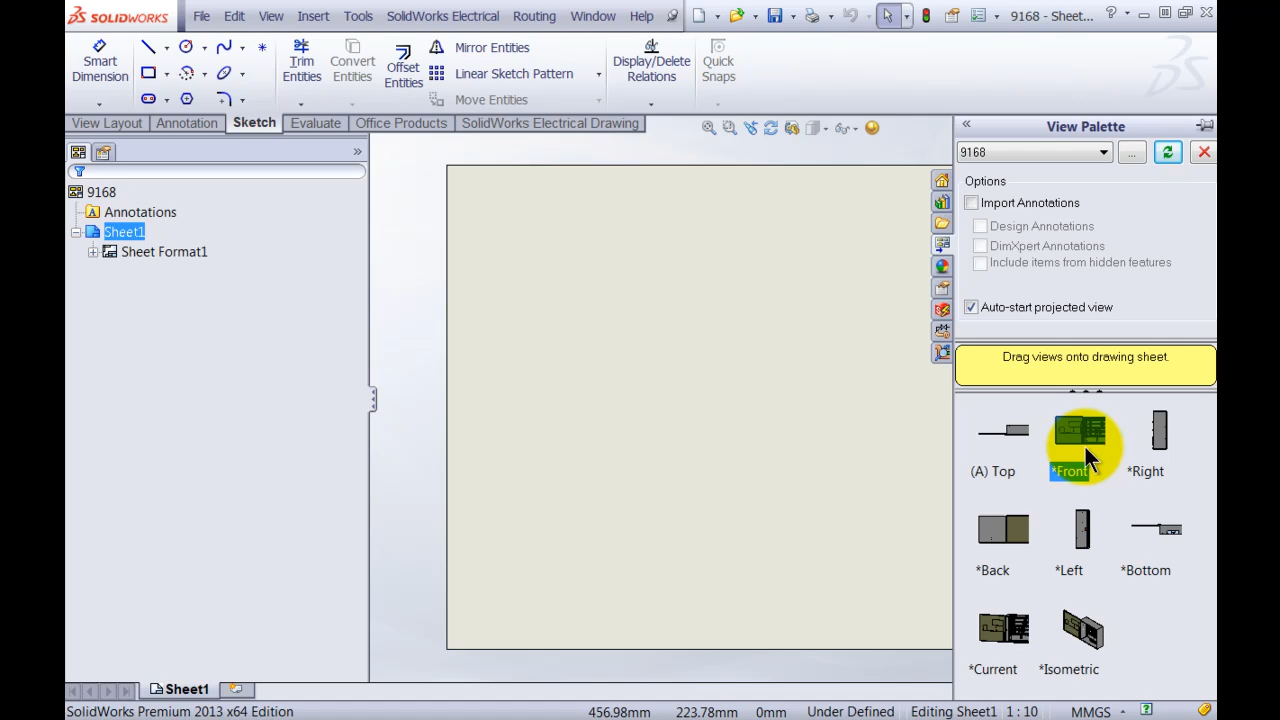 SOLIDWORKS File Edit View Insert Tools SolidWorks Electrical Routing Window Help 9168 - Sheet... ?
Smart Dimension
Trim Entities
Convert Entities
Offset Entities
Mirror Entities
Linear Sketch Pattern
Move Entities
Display/Delete Relations
Quick Snaps
View Layout Annotation Sketch Evaluate Office Products SolidWorks Electrical Drawing
View Palette
9168
...
Options
Import Annotations
Design Annotations
DimXpert Annotations
Include items from hidden features
Auto-start projected view
Drag views onto drawing sheet.
(A) Top *Front *Right
*Back *Left *Bottom
*Current *Isometric
9168
A Annotations
Sheet1
Sheet Format1
Sheet1
SolidWorks Premium 2013 x64 Edition 456.98mm 223.78mm 0mm Under Defined Editing Sheet1 1 : 10 MMGS ?